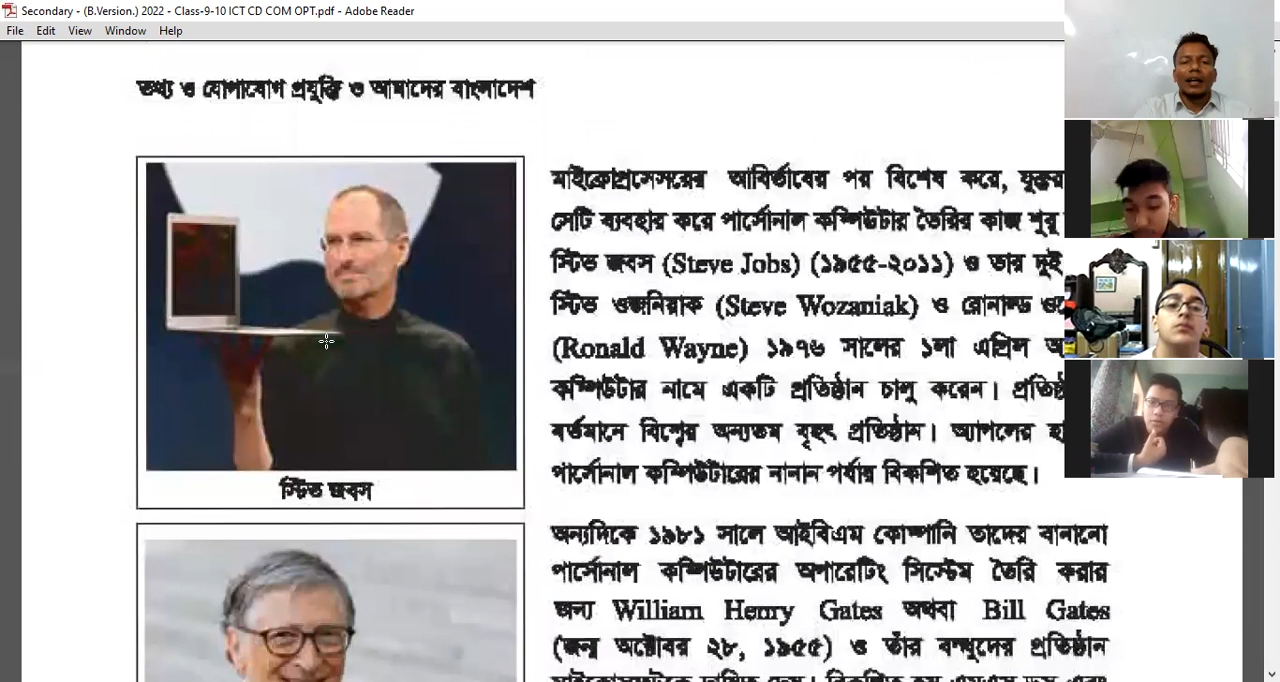 Secondary - (B.Version.) 2022 - Class-9-10 ICT CD COM OPT.pdf - Adobe Reader
File Edit View Window Help
তথ্য ও যোগাযোগ প্রযুক্তি ও আমাদের বাংলাদেশ
স্টিভ জবস
মাইক্রোপ্রসেসরের আবির্ভাবের পর বিশেষ করে,
সেটি ব্যবহার করে পার্সোনাল কম্পিউটার তৈরির কাজ শুরু
স্টিভ জবস (Steve Jobs) (১৯৫৫-২০১১) ও তার দুই
স্টিভ ওজনিয়াক (Steve Wozaniak) ও রোনাল্ড
(Ronald Wayne) ১৯৭৬ সালের ১লা এপ্রিল
কম্পিউটার নামে একটি প্রতিষ্ঠান চালু করেন।
বর্তমানে বিশ্বের অন্যতম বৃহৎ প্রতিষ্ঠান। অ্যাপলের
পার্সোনাল কম্পিউটারের নানান পর্যায় বিকশিত হয়েছে।
অন্যদিকে ১৯৮১ সালে আইবিএম কোম্পানি তাদের বানানো
পার্সোনাল কম্পিউটারের অপারেটিং সিস্টেম তৈরি করার
জন্য William Henry Gates অথবা Bill Gates
(জন্ম অক্টোবর ২৮, ১৯৫৫) ও তাঁর বন্ধুদের প্রতিষ্ঠান